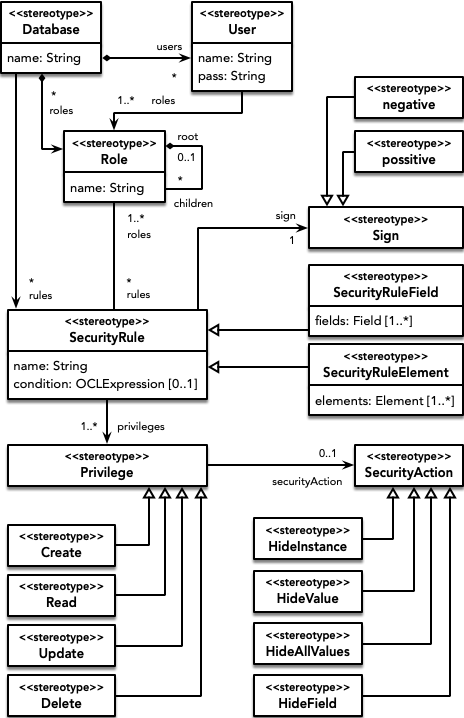 <<stereotype>>
Database
name: String
users
*
<<stereotype>>
User
name: String
pass: String
*
roles
1..* roles
<<stereotype>>
Role
name: String
root
0..1
*
children
<<stereotype>>
negative
<<stereotype>>
possitive
1..*
roles
sign
1
<<stereotype>>
Sign
*
rules
*
rules
<<stereotype>>
SecurityRule
name: String
condition: OCLExpression [0..1]
<<stereotype>>
SecurityRuleField
fields: Field [1..*]
<<stereotype>>
SecurityRuleElement
elements: Element [1..*]
1..* privileges
<<stereotype>>
Privilege
0..1
securityAction
<<stereotype>>
SecurityAction
<<stereotype>>
Create
<<stereotype>>
Read
<<stereotype>>
Update
<<stereotype>>
Delete
<<stereotype>>
HideInstance
<<stereotype>>
HideValue
<<stereotype>>
HideAllValues
<<stereotype>>
HideField